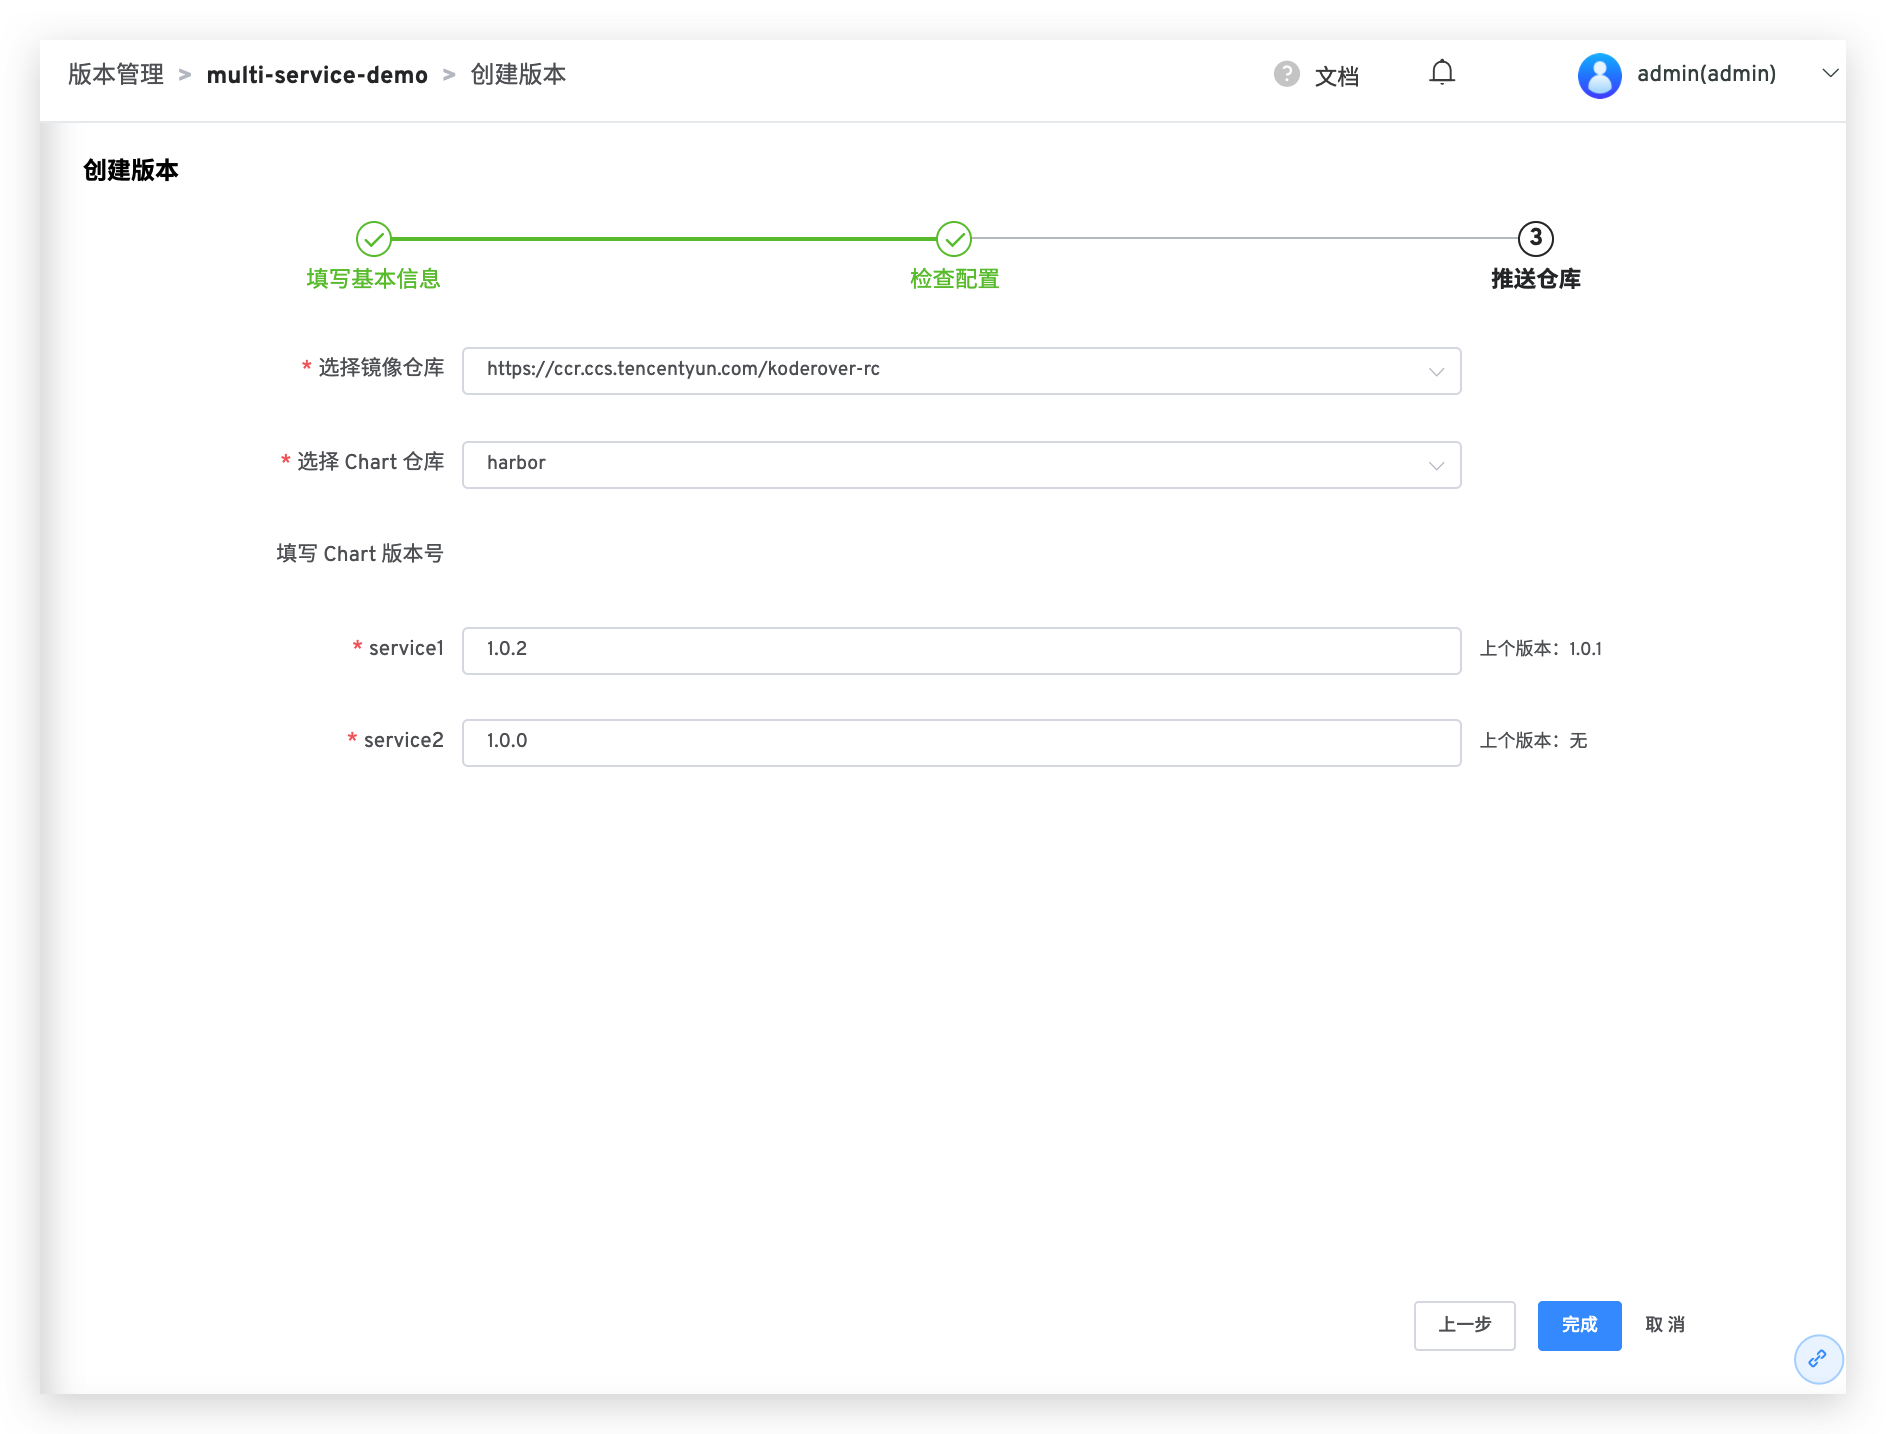 版本管理 > multi-service-demo > 创建版本
? 文档
admin(admin)
创建版本
填写基本信息
检查配置
3
推送仓库
* 选择镜像仓库 https://ccr.ccs.tencentyun.com/koderover-rc
* 选择 Chart 仓库 harbor
填写 Chart 版本号
* service1 1.0.2 上个版本：1.0.1
* service2 1.0.0 上个版本：无
上一步 完成 取 消